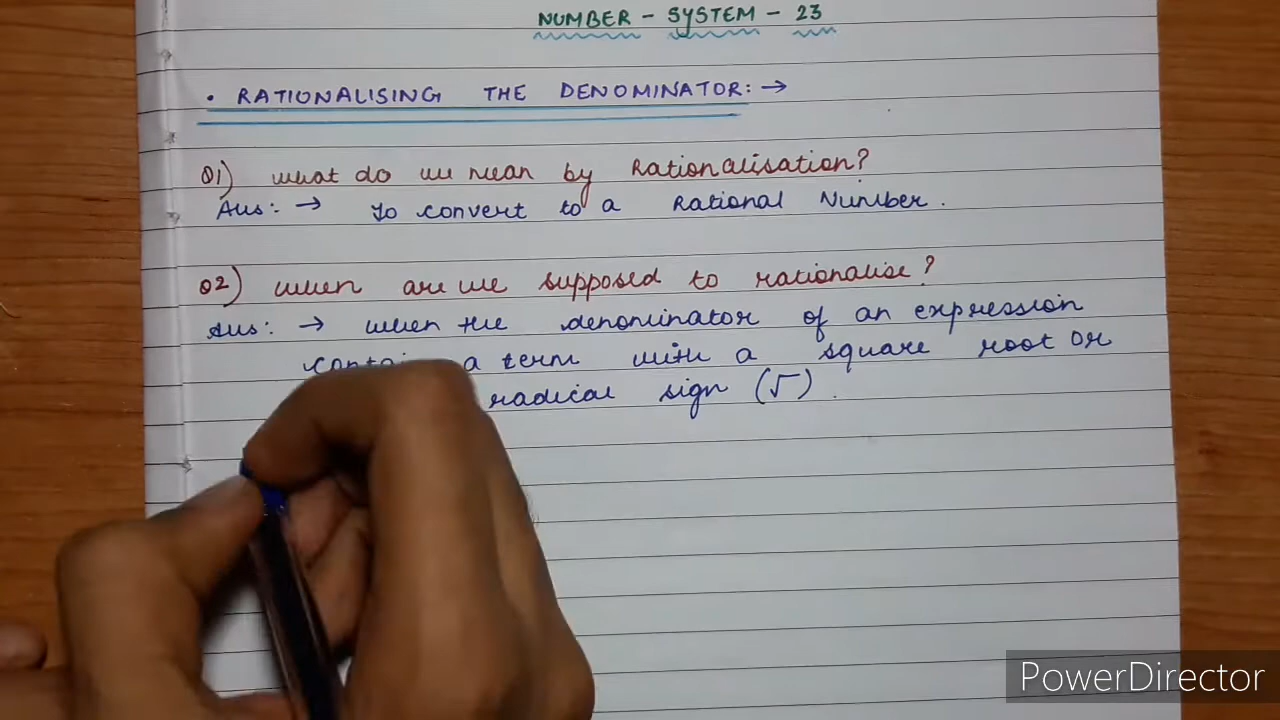 NUMBER - SYSTEM - 23
• RATIONALISING THE DENOMINATOR: →
Q1) what do we mean by Rationalisation?
Ans: → To convert to a Rational Number.
Q2) when are we supposed to rationalise?
Ans: → when the denominator of an expression
a term with a square root or
radical sign (√).
PowerDirector